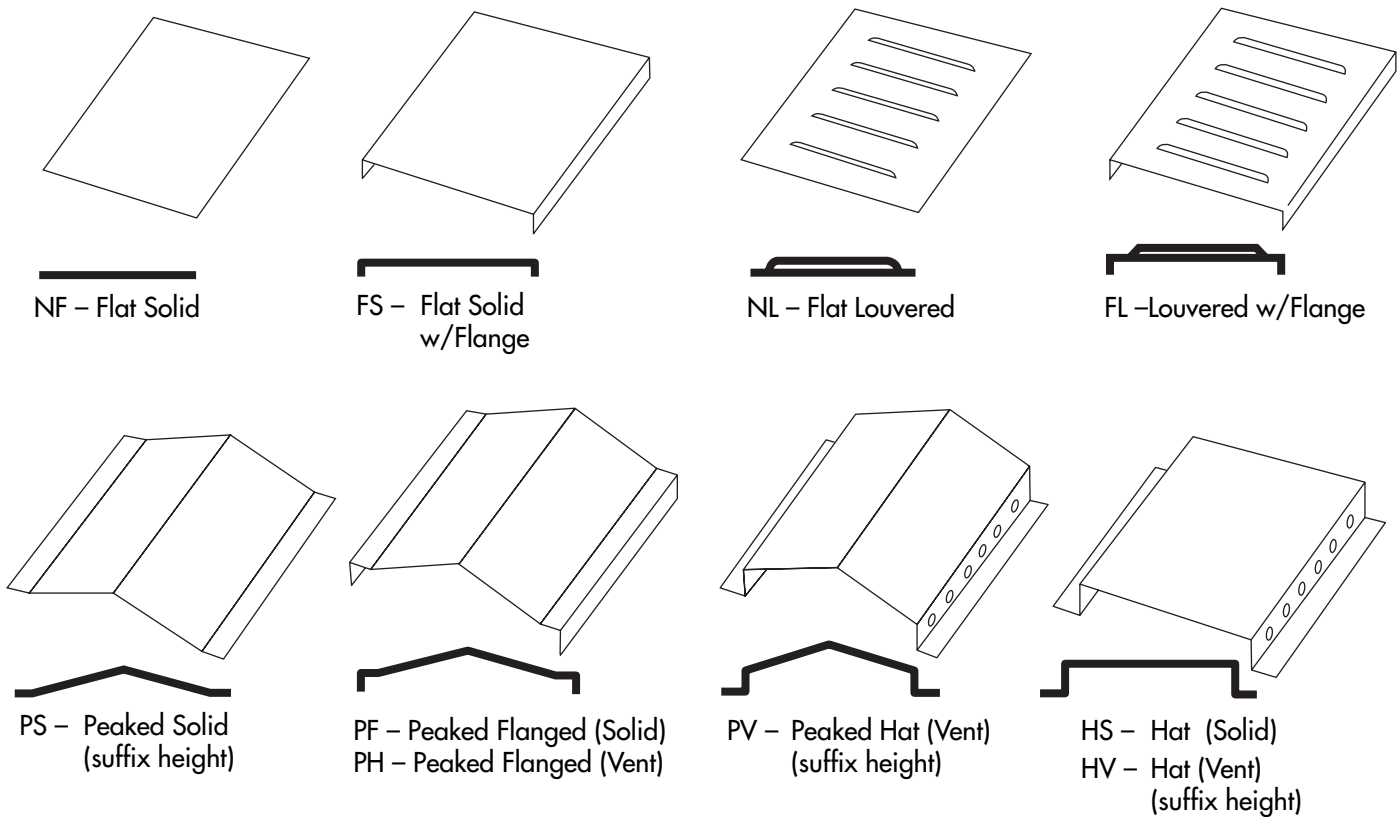 NF – Flat Solid
FS – Flat Solid
w/Flange
NL – Flat Louvered
FL –Louvered w/Flange
PS – Peaked Solid
(suffix height)
PF – Peaked Flanged (Solid)
PH – Peaked Flanged (Vent)
PV – Peaked Hat (Vent)
(suffix height)
HS – Hat (Solid)
HV – Hat (Vent)
(suffix height)